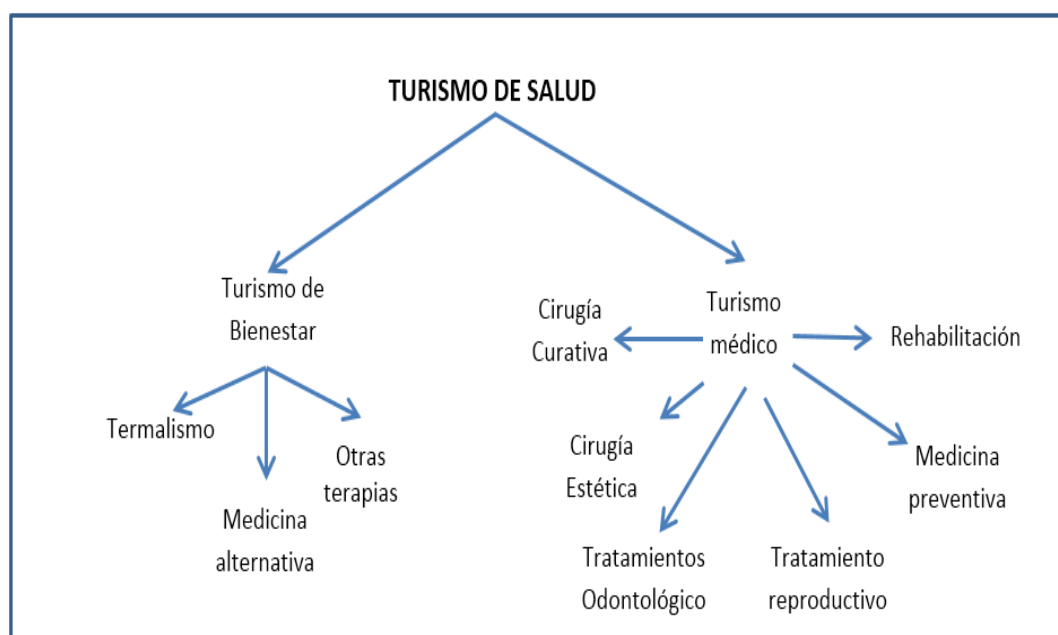 TURISMO DE SALUD
Turismo de
Bienestar
Termalismo
Medicina
alternativa
Otras
terapias
Turismo
médico
Cirugía
Curativa
Cirugía
Estética
Tratamientos
Odontológico
Tratamiento
reproductivo
Medicina
preventiva
Rehabilitación